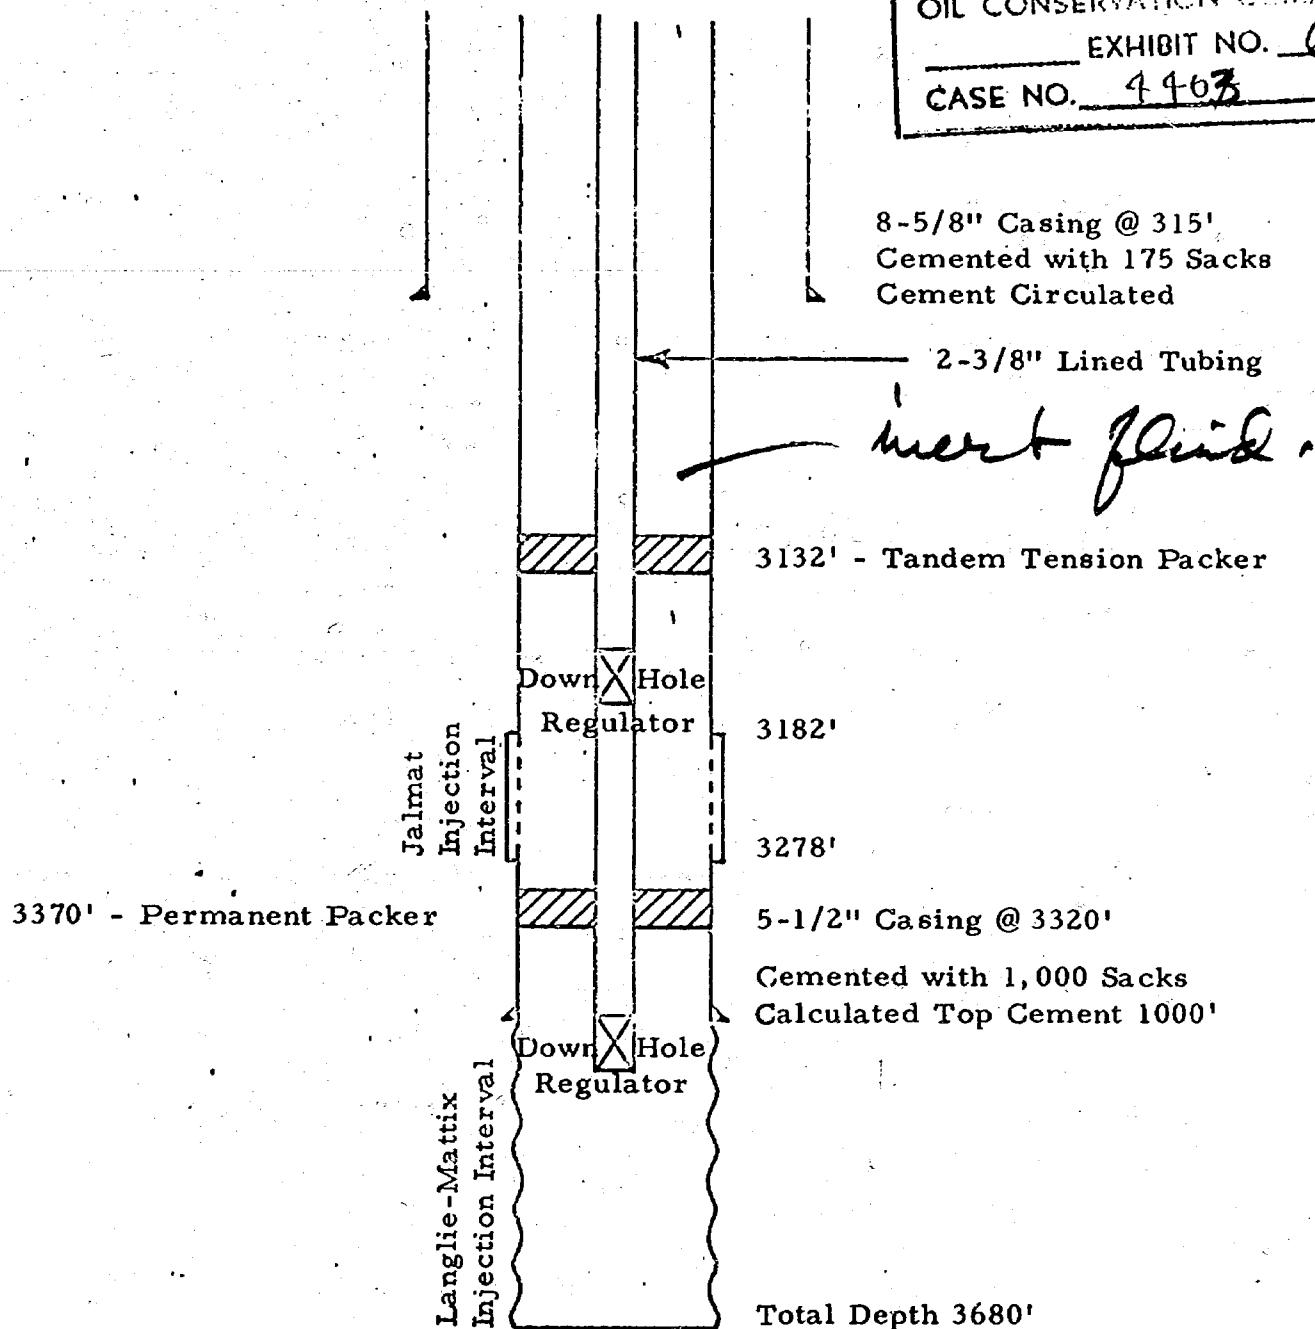 OIL CONSERVATION
EXHIBIT NO.
CASE NO. 4463
8-5/8" Casing @ 315'
Cemented with 175 Sacks
Cement Circulated
2-3/8" Lined Tubing
inert fluid.
3132' - Tandem Tension Packer
Down Hole
Regulator
3182'
Jalmat
Injection
Interval
3278'
3370' - Permanent Packer
5-1/2" Casing @ 3320'
Cemented with 1,000 Sacks
Calculated Top Cement 1000'
Down Hole
Regulator
Langlie-Mattix
Injection Interval
Total Depth 3680'